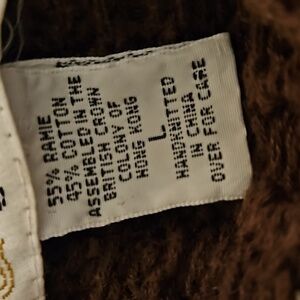 55% RAMIE
45% COTTON
ASSEMBLED IN THE
BRITISH CROWN
COLONY OF
HONG KONG
L
HANDKNITTED
IN CHINA
OVER FOR CARE